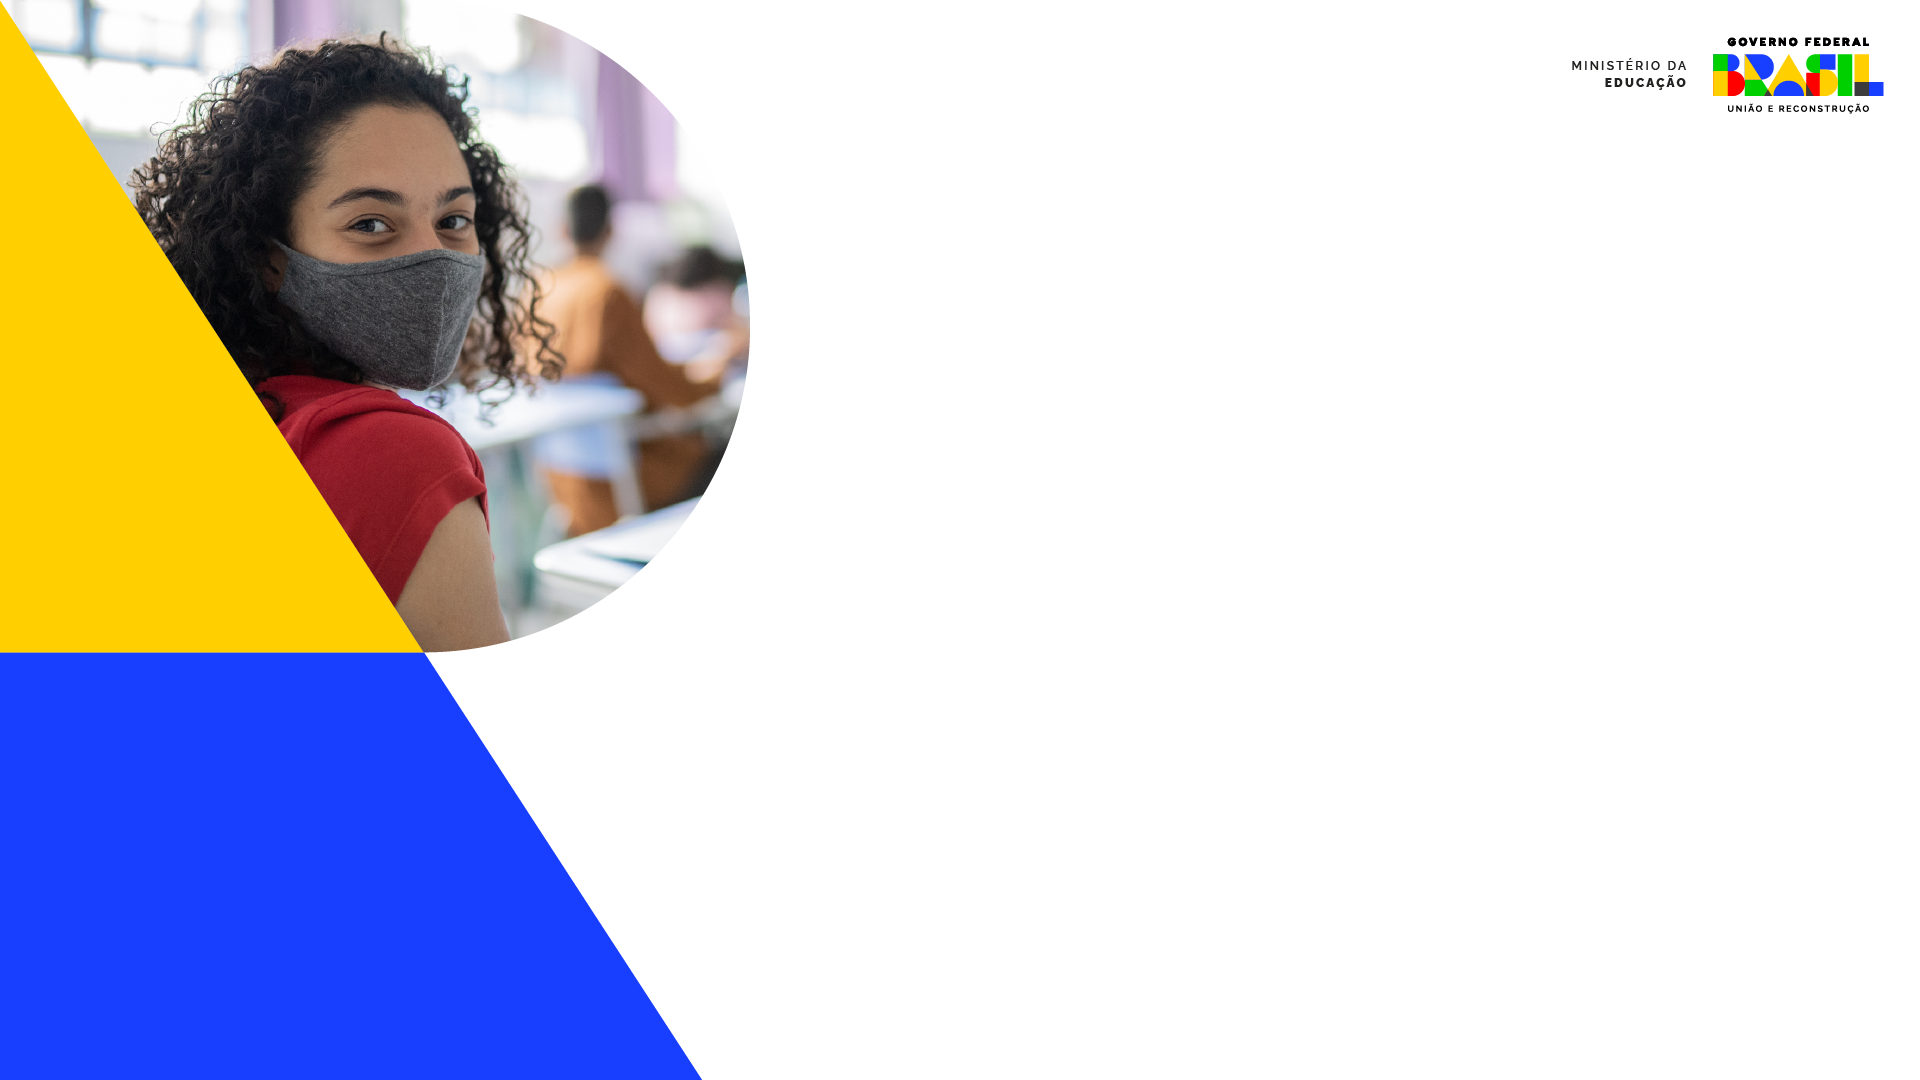 MINISTÉRIO DA
EDUCAÇÃO
GOVERNO FEDERAL
BRASIL
UNIÃO E RECONSTRUÇÃO